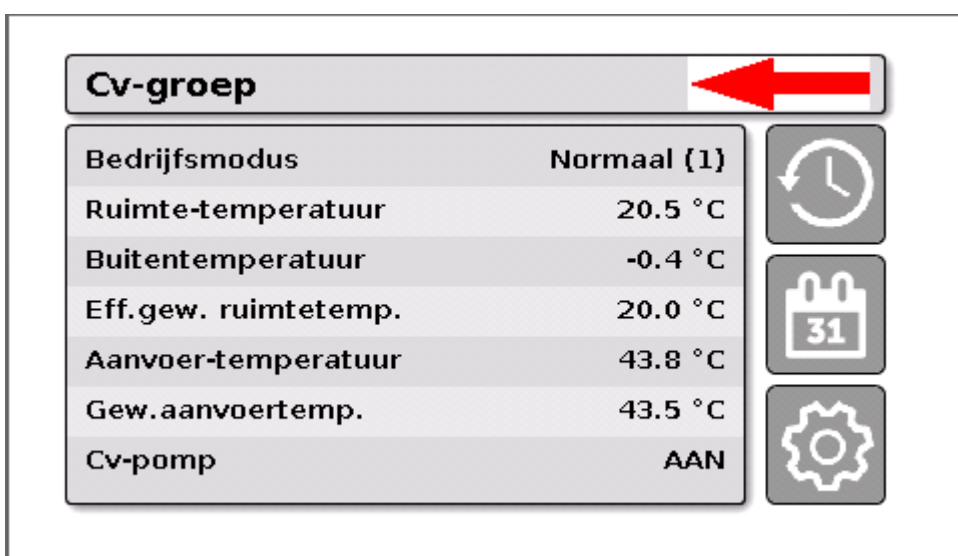 Cv-groep
Bedrijfsmodus Normaal (1)
Ruimte-temperatuur 20.5 °C
Buitentemperatuur -0.4 °C
Eff.gew. ruimtetemp. 20.0 °C
Aanvoer-temperatuur 43.8 °C
Gew.aanvoertemp. 43.5 °C
Cv-pomp AAN
31